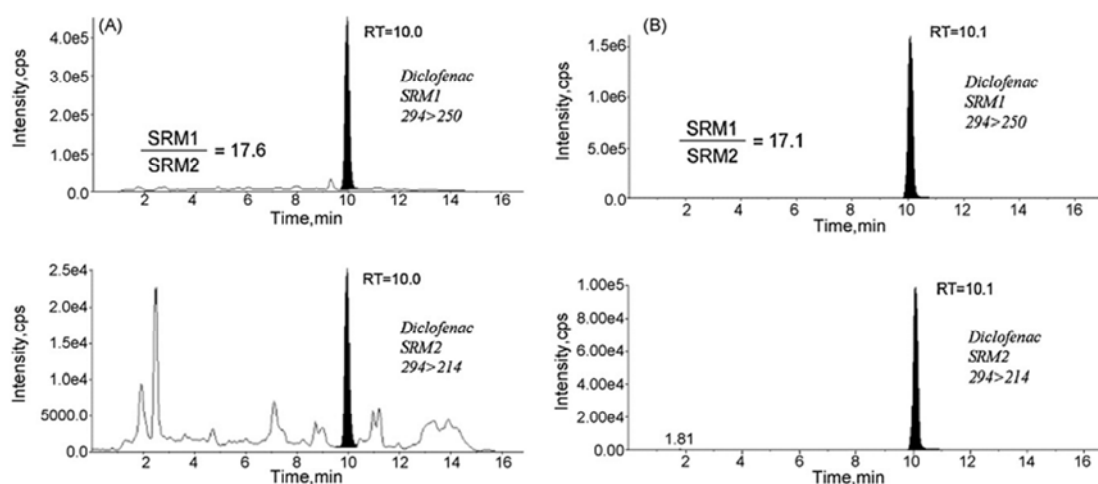 (A)
RT=10.0
Diclofenac
SRM1
294>250
SRM1
SRM2
= 17.6
Intensity,cps
4.0e5
3.0e5
2.0e5
1.0e5
0.0
2 4 6 8 10 12 14 16
Time,min
(B)
RT=10.1
Diclofenac
SRM1
294>250
SRM1
SRM2
= 17.1
Intensity,cps
1.5e6
1.0e6
5.0e5
0.0
2 4 6 8 10 12 14 16
Time,min
RT=10.0
Diclofenac
SRM2
294>214
Intensity,cps
2.5e4
2.0e4
1.5e4
1.0e4
5000.0
0.0
2 4 6 8 10 12 14 16
Time,min
RT=10.1
Diclofenac
SRM2
294>214
Intensity,cps
1.00e5
8.00e4
6.00e4
4.00e4
2.00e4
0.00
1.81
2 4 6 8 10 12 14 16
Time,min